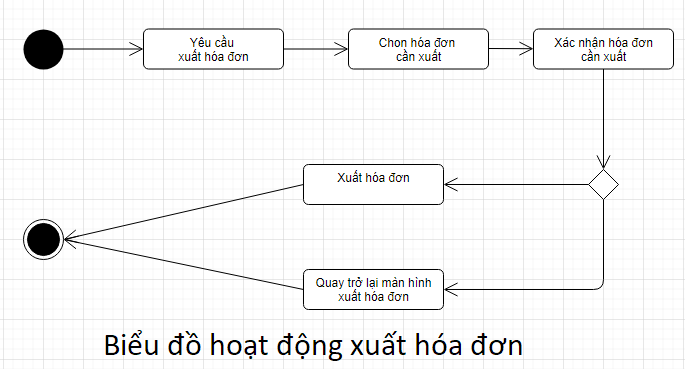 Yêu cầu
xuất hóa đơn
Chon hóa đơn
cần xuất
Xác nhận hóa đơn
cần xuất
Xuất hóa đơn
Quay trở lại màn hình
xuất hóa đơn
Biểu đồ hoạt động xuất hóa đơn